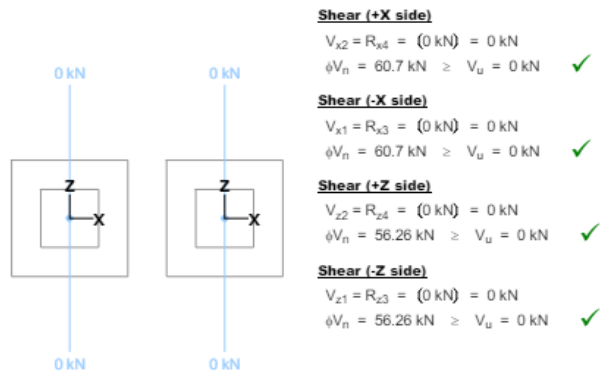 Shear (+X side)
Vx2 = Rx4 = (0 kN) = 0 kN
ϕVn = 60.7 kN ≥ Vu = 0 kN ✓
Shear (-X side)
Vx1 = Rx3 = (0 kN) = 0 kN
ϕVn = 60.7 kN ≥ Vu = 0 kN ✓
Shear (+Z side)
Vz2 = Rz4 = (0 kN) = 0 kN
ϕVn = 56.26 kN ≥ Vu = 0 kN ✓
Shear (-Z side)
Vz1 = Rz3 = (0 kN) = 0 kN
ϕVn = 56.26 kN ≥ Vu = 0 kN ✓
0 kN 0 kN
Z Z
X X
0 kN 0 kN